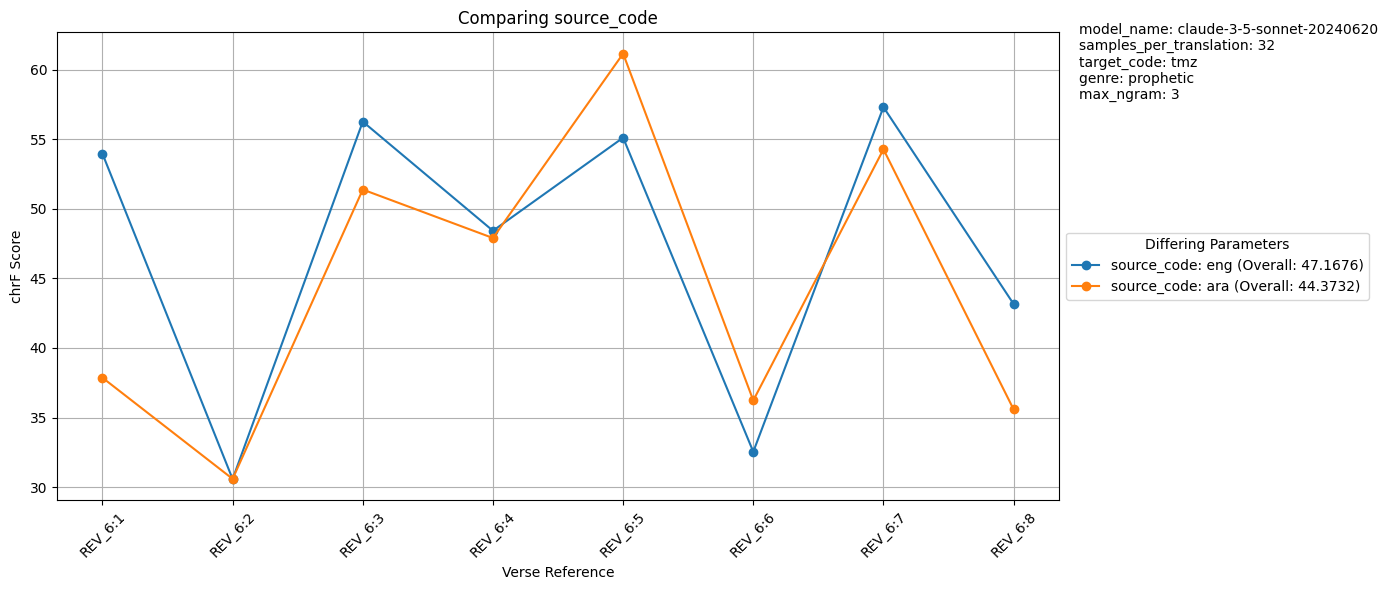 Comparing source_code
model_name: claude-3-5-sonnet-20240620
samples_per_translation: 32
target_code: tmz
genre: prophetic
max_ngram: 3
chrF Score
60
55
50
45
40
35
30
REV_6:1
REV_6:2
REV_6:3
REV_6:4
REV_6:5
REV_6:6
REV_6:7
REV_6:8
Verse Reference
Differing Parameters
source_code: eng (Overall: 47.1676)
source_code: ara (Overall: 44.3732)